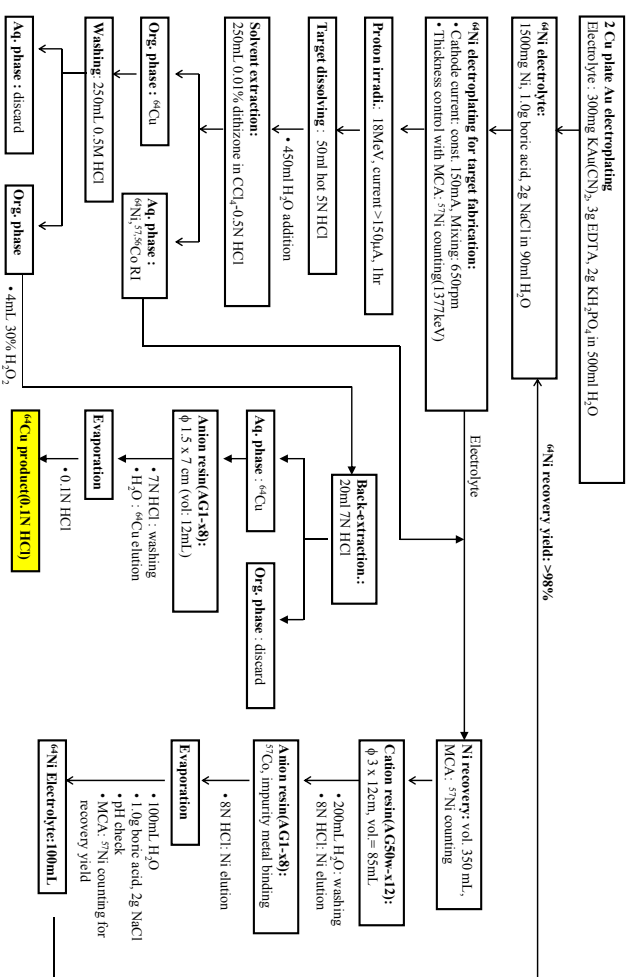 2 Cu plate Au electroplating
Electrolyte : 300mg KAu(CN)₂, 3g EDTA, 2g KH₂PO₄ in 500ml H₂O
⁶⁴Ni electrolyte:
1500mg Ni, 1.0g boric acid, 2g NaCl in 90ml H₂O
⁶⁴Ni electroplating for target fabrication:
• Cathode current: const. 150mA, Mixing: 650rpm
• Thickness control with MCA: ⁵⁷Ni counting(1377keV)
Proton irradi.: 18MeV, current >150μA, 1hr
Target dissolving : 50ml hot 5N HCl
• 450ml H₂O addition
Solvent extraction:
250mL 0.01% dithizone in CCl₄-0.5N HCl
Org. phase : ⁶⁴Cu
Aq. phase :
⁶⁴Ni, ⁵⁷,⁵⁶Co RI
Washing: 250mL 0.5M HCl
Aq. phase : discard
Org. phase
• 4mL 30% H₂O₂
Electrolyte
⁶⁴Ni recovery yield: >98%
Back-extraction.:
20ml 7N HCl
Aq. phase : ⁶⁴Cu
Org. phase : discard
Anion resin(AG1-x8):
ϕ 1.5 x 7 cm (vol: 12mL)
• 7N HCl : washing
• H₂O : ⁶⁴Cu elution
Evaporation
• 0.1N HCl
⁶⁴Cu product(0.1N HCl)
Ni recovery: vol. 350 mL,
MCA: ⁵⁷Ni counting
Cation resin(AG50w-x12):
ϕ 3 x 12cm, vol.= 85mL
• 200mL H₂O: washing
• 8N HCl: Ni elution
Anion resin(AG1-x8):
⁵⁷Co, impurity metal binding
• 8N HCl: Ni elution
Evaporation
• 100mL H₂O
• 1.0g boric acid, 2g NaCl
• pH check
• MCA: ⁵⁷Ni counting for
recovery yield
⁶⁴Ni Electrolyte:100mL